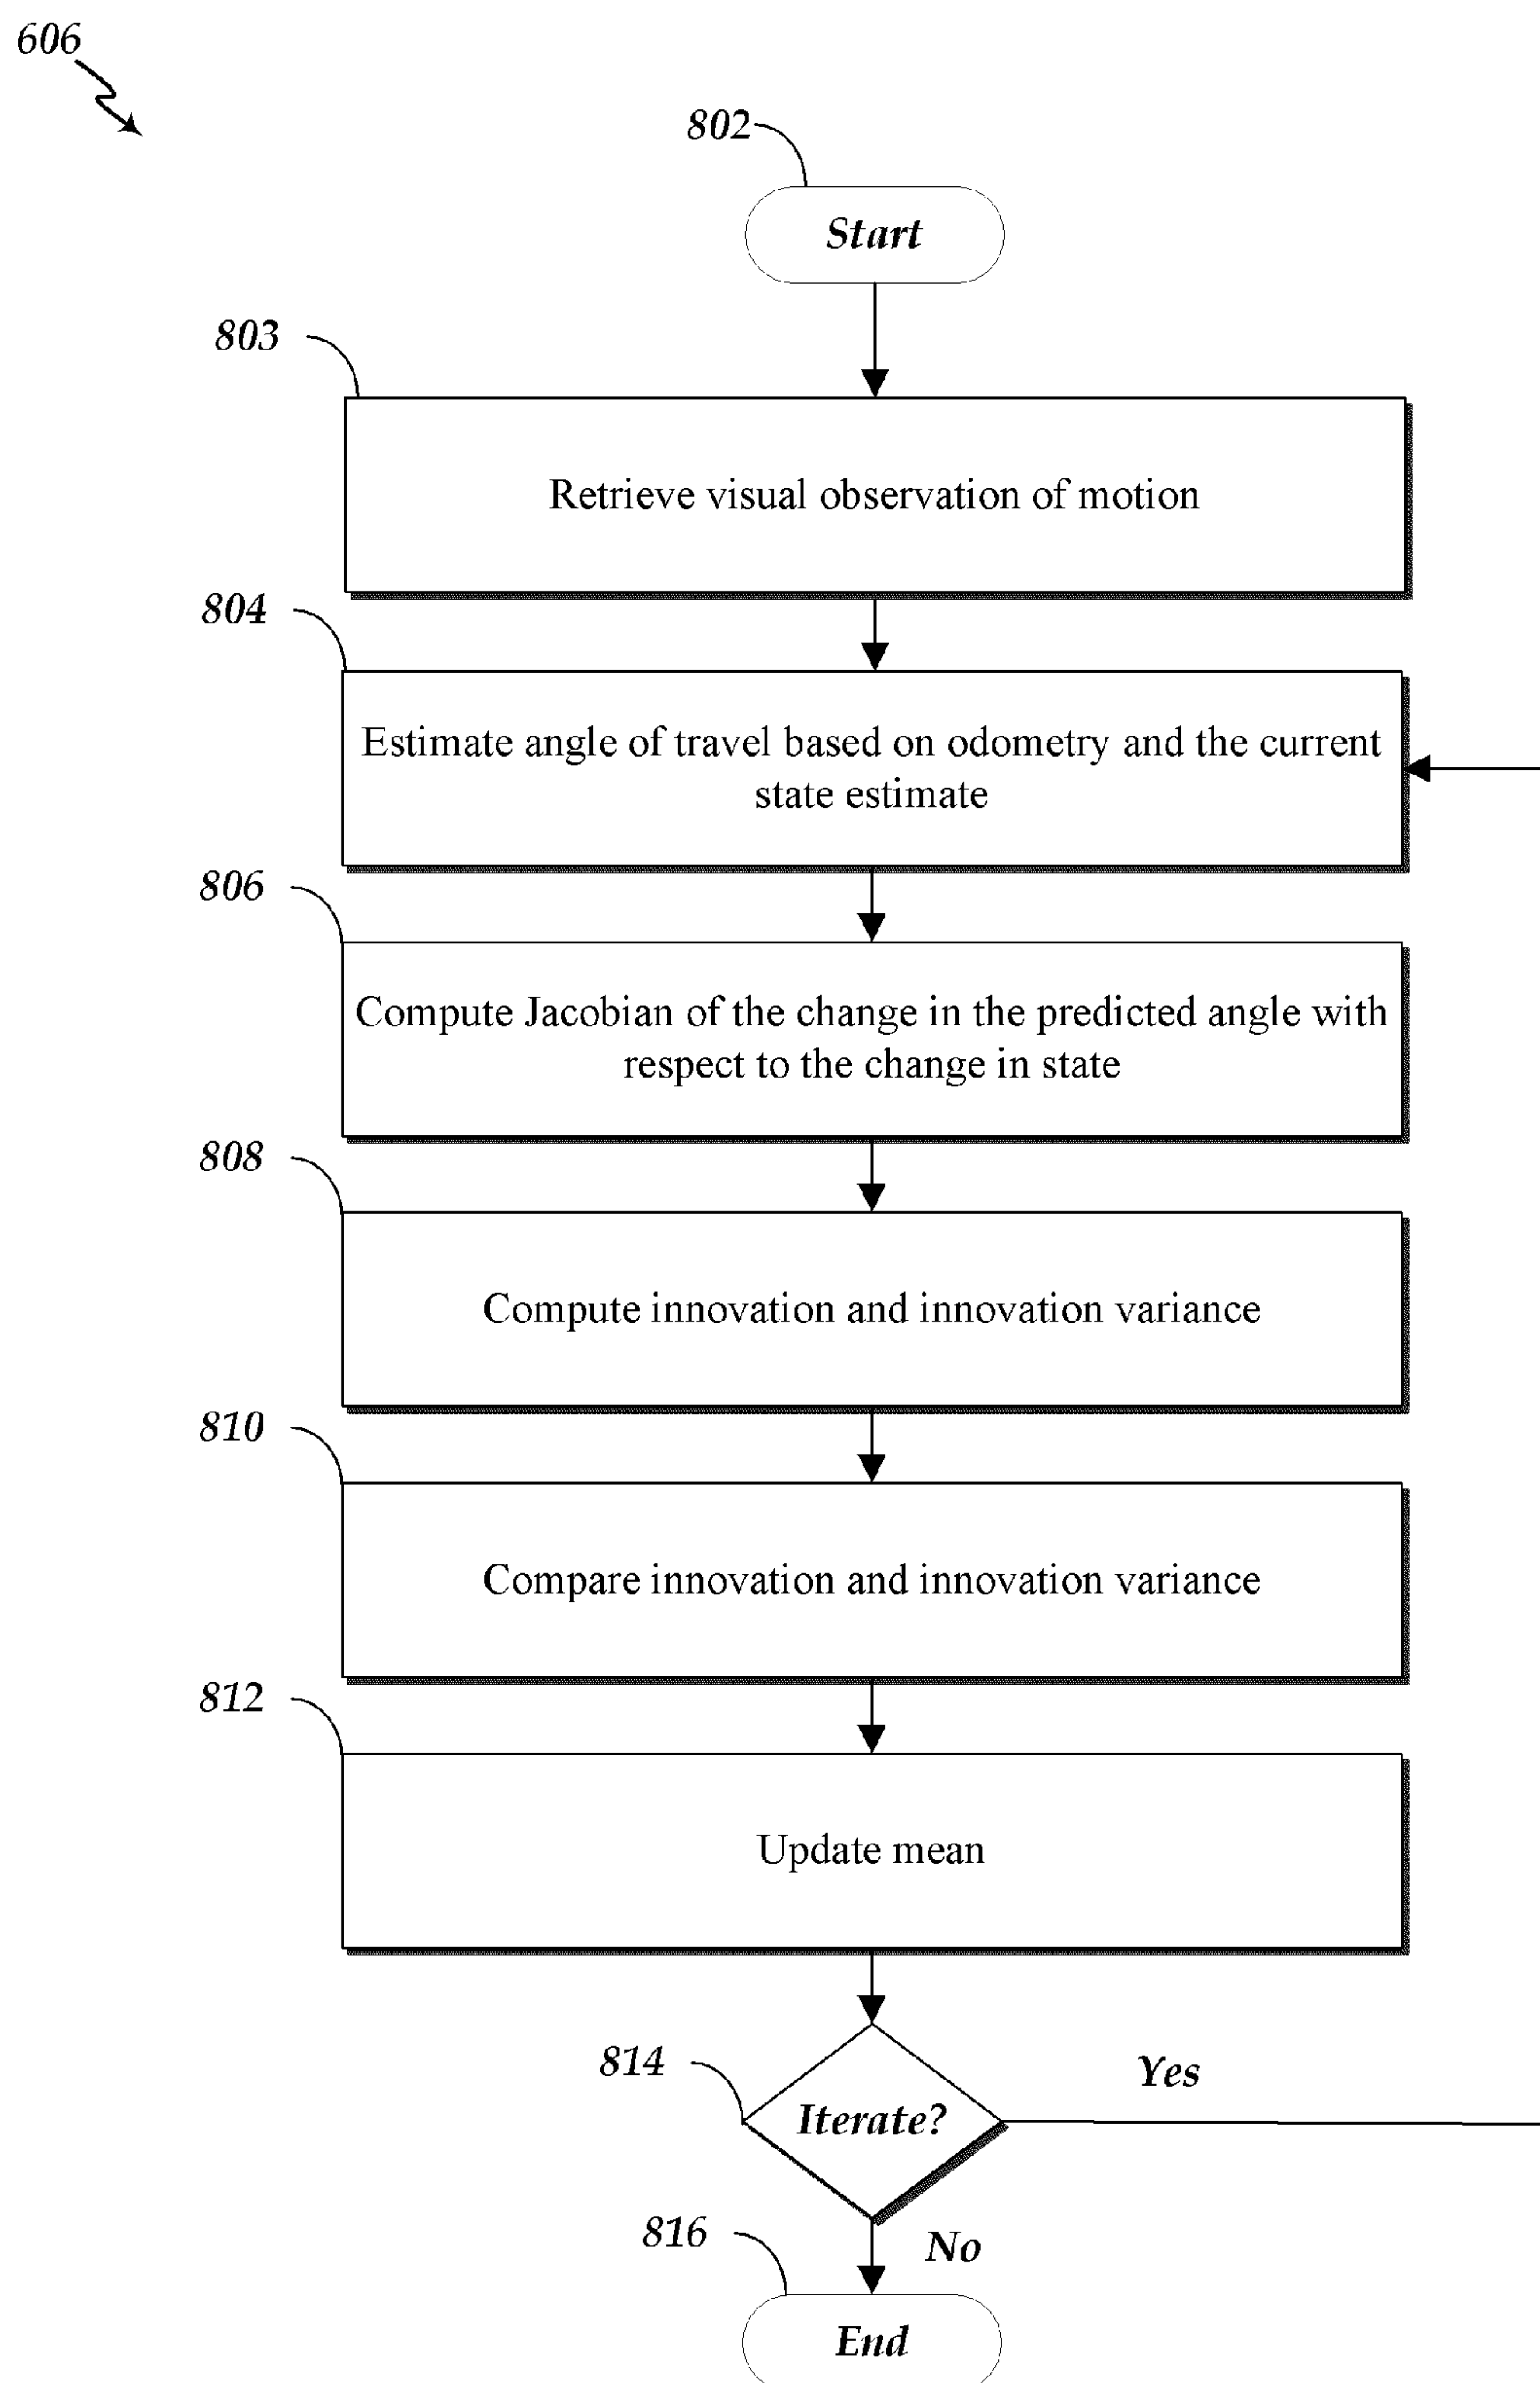 606
802
Start
803
Retrieve visual observation of motion
804
Estimate angle of travel based on odometry and the current
state estimate
806
Compute Jacobian of the change in the predicted angle with
respect to the change in state
808
Compute innovation and innovation variance
810
Compare innovation and innovation variance
812
Update mean
814
Iterate?
Yes
816
No
End